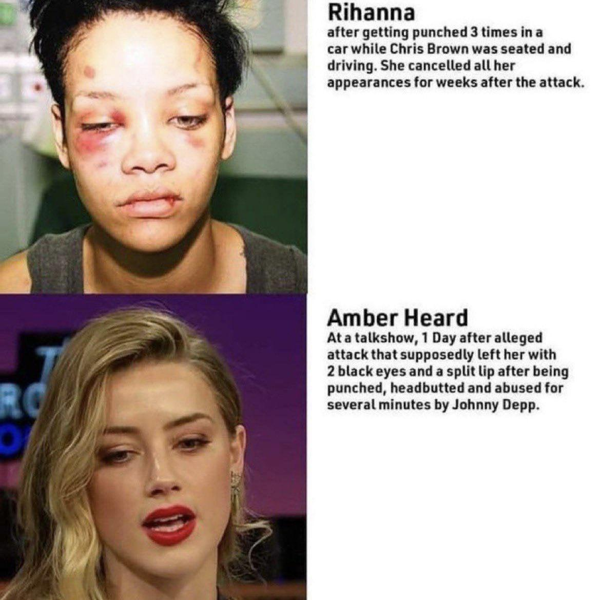 Rihanna
after getting punched 3 times in a
car while Chris Brown was seated and
driving. She cancelled all her
appearances for weeks after the attack.
Amber Heard
At a talkshow, 1 Day after alleged
attack that supposedly left her with
2 black eyes and a split lip after being
punched, headbutted and abused for
several minutes by Johnny Depp.